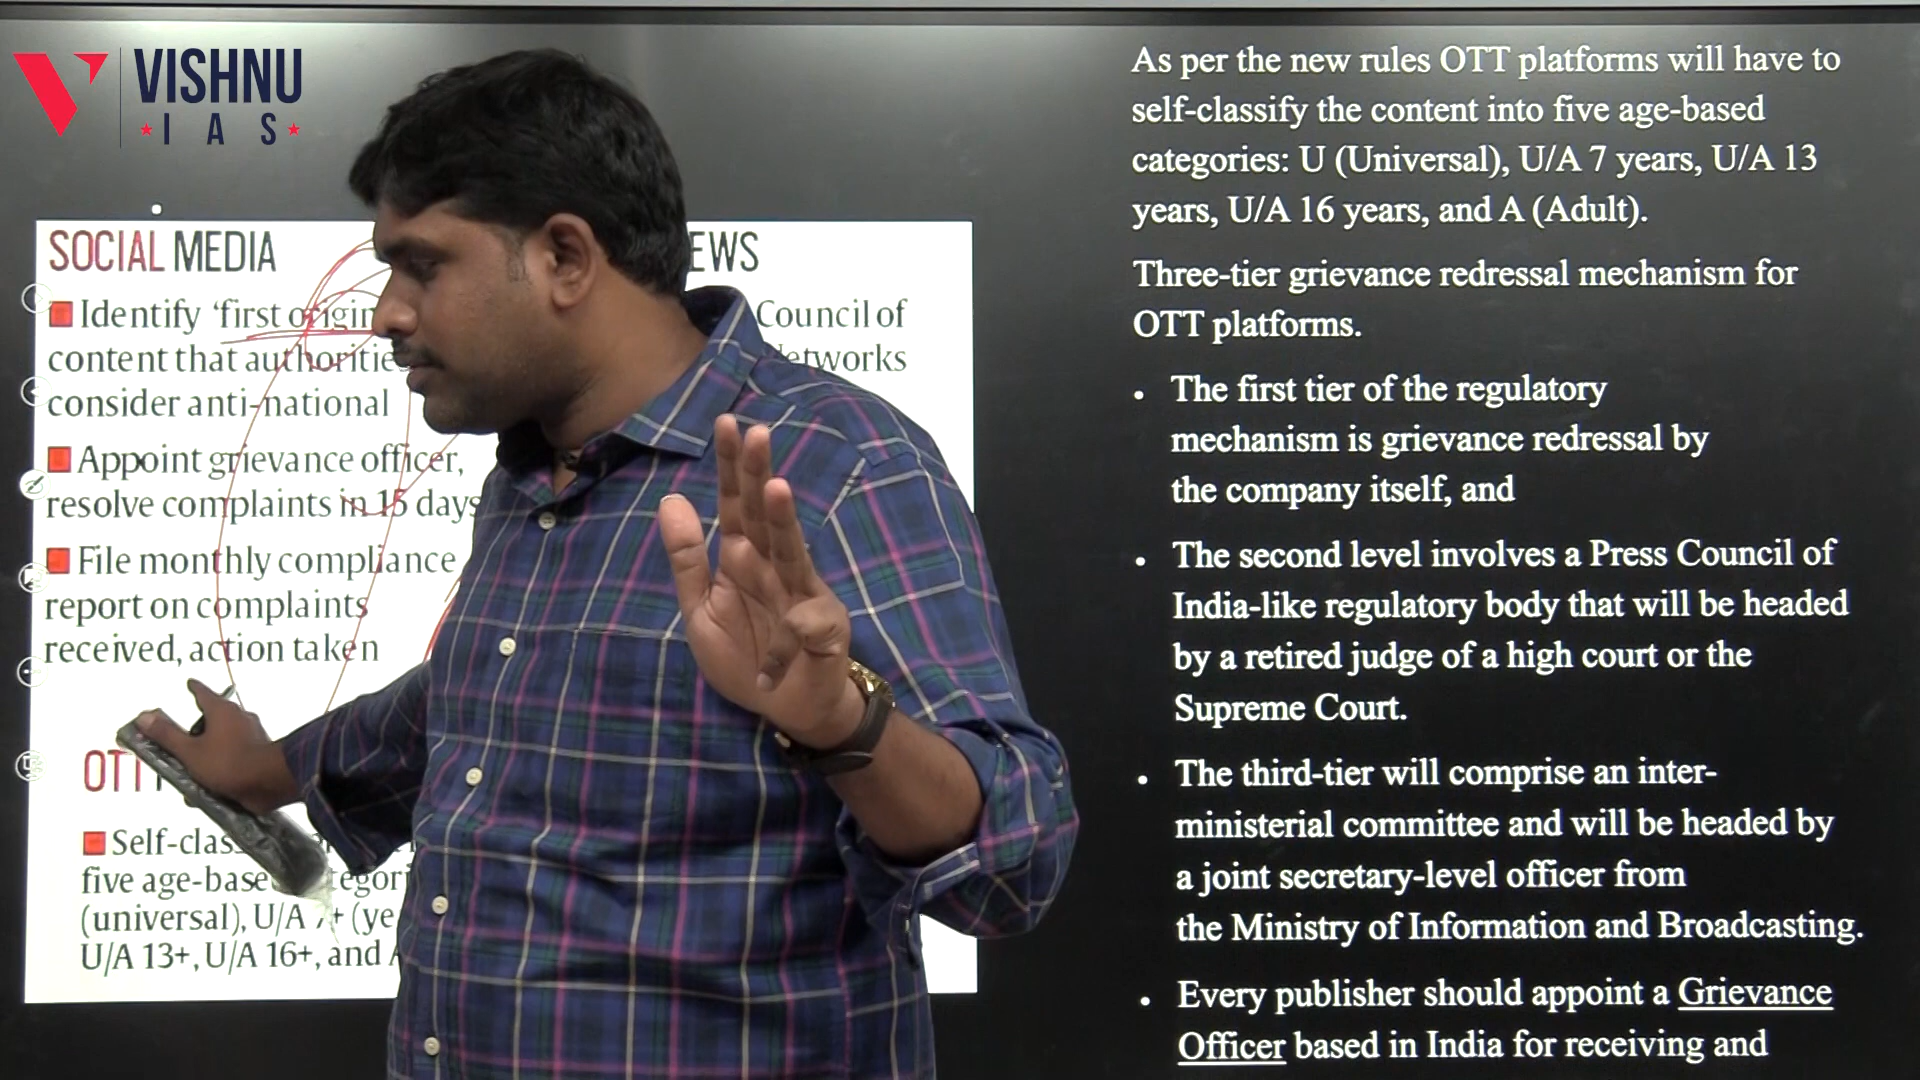 VISHNU
IAS
SOCIAL MEDIA
Identify ‘first origin
content that authoritie
consider anti-national
Appoint grievance officer,
resolve complaints in 15 days
File monthly compliance
report on complaints
received, action taken
EWS
Council of
etworks
OTT
Self-clas
five age-base tegori
(universal), U/A 7+ (ye
U/A 13+, U/A 16+, and A
As per the new rules OTT platforms will have to
self-classify the content into five age-based
categories: U (Universal), U/A 7 years, U/A 13
years, U/A 16 years, and A (Adult).
Three-tier grievance redressal mechanism for
OTT platforms.
• The first tier of the regulatory
mechanism is grievance redressal by
the company itself, and
• The second level involves a Press Council of
India-like regulatory body that will be headed
by a retired judge of a high court or the
Supreme Court.
• The third-tier will comprise an inter-
ministerial committee and will be headed by
a joint secretary-level officer from
the Ministry of Information and Broadcasting.
• Every publisher should appoint a Grievance
Officer based in India for receiving and